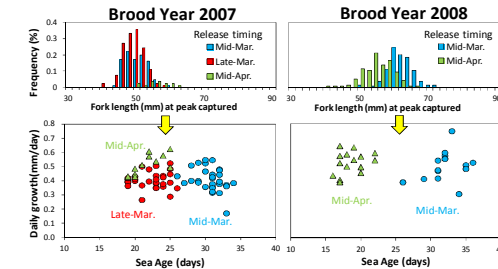 Brood Year 2007
Brood Year 2008
Frequency (%)
0.4
0.3
0.2
0.1
0
Release timing
Mid-Mar.
Late-Mar.
Mid-Apr.
30
50
70
90
Fork length (mm) at peak captured
Release timing
Mid-Mar.
Mid-Apr.
30
50
70
90
Fork length (mm) at peak captured
Daily growth(mm/day)
0.8
0.7
0.6
0.5
0.4
0.3
0.2
0.1
0.0
Mid-Apr.
Late-Mar.
Mid-Mar.
10
15
20
25
30
35
40
Sea Age (days)
Mid-Apr.
Mid-Mar.
10
15
20
25
30
35
40
Sea Age (days)